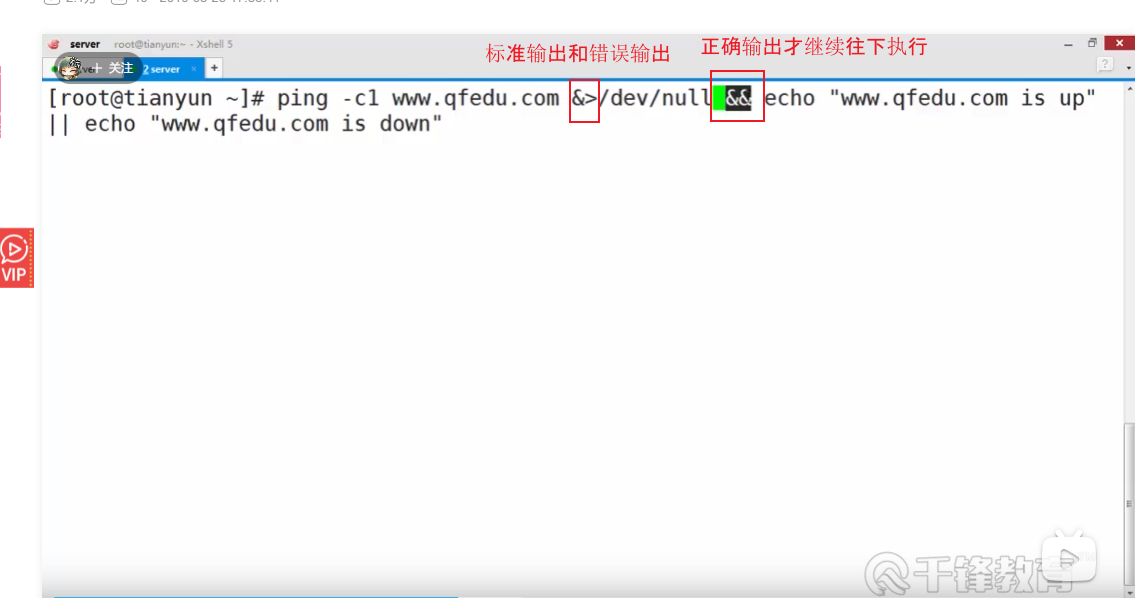 server root@tianyun:~ - Xshell 5
标准输出和错误输出
正确输出才继续往下执行
+ 关注
2 server
+
[root@tianyun ~]# ping -c1 www.qfedu.com &>/dev/null && echo "www.qfedu.com is up"
|| echo "www.qfedu.com is down"
VIP
千锋教育